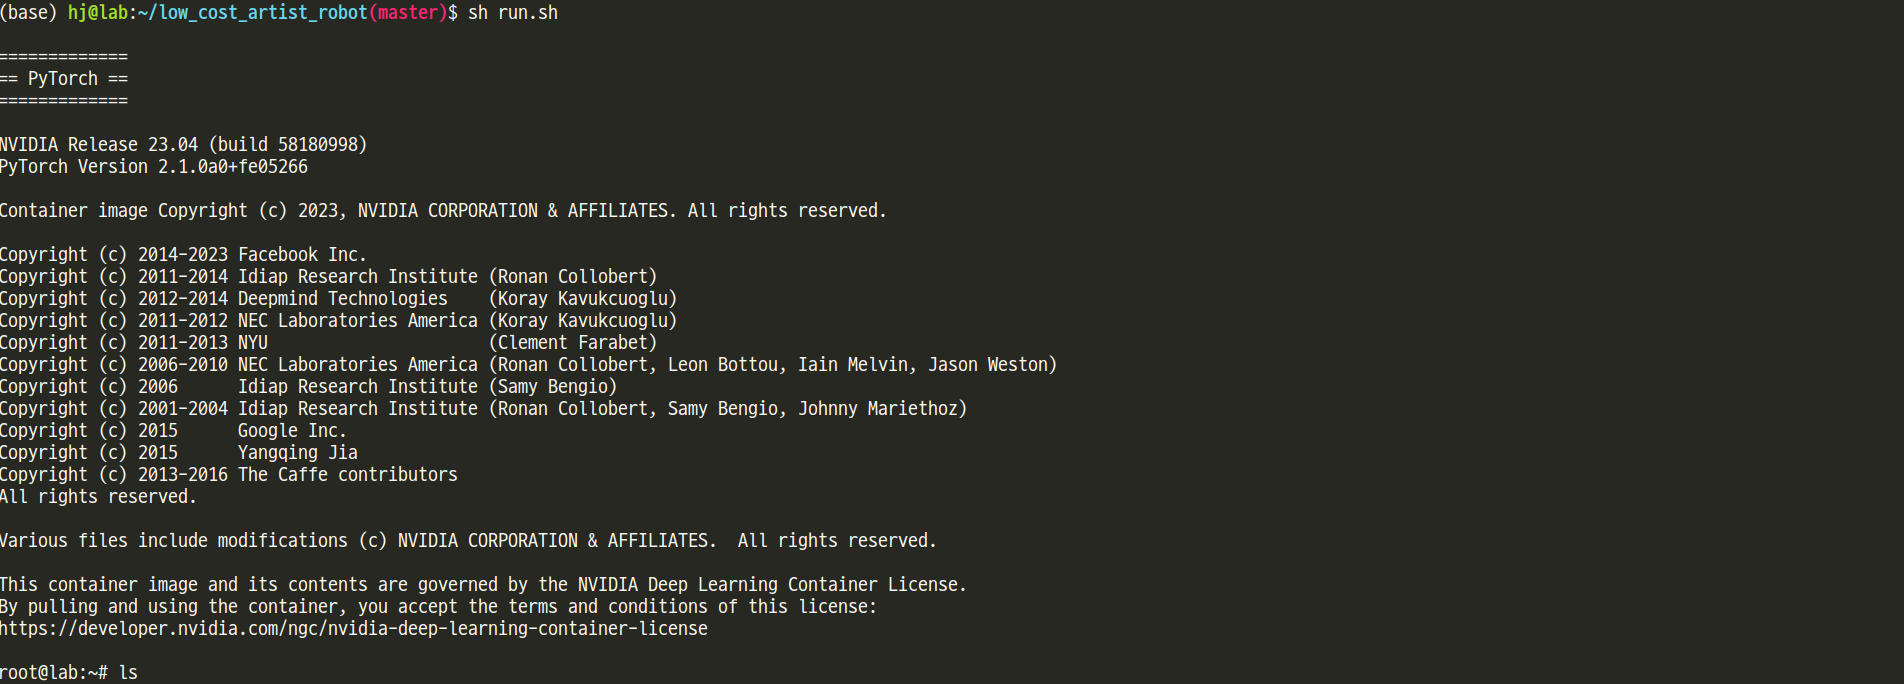 (base) hj@lab:~/low_cost_artist_robot(master)$ sh run.sh
=============
== PyTorch ==
=============
NVIDIA Release 23.04 (build 58180998)
PyTorch Version 2.1.0a0+fe05266
Container image Copyright (c) 2023, NVIDIA CORPORATION & AFFILIATES. All rights reserved.
Copyright (c) 2014-2023 Facebook Inc.
Copyright (c) 2011-2014 Idiap Research Institute (Ronan Collobert)
Copyright (c) 2012-2014 Deepmind Technologies    (Koray Kavukcuoglu)
Copyright (c) 2011-2012 NEC Laboratories America (Koray Kavukcuoglu)
Copyright (c) 2011-2013 NYU                      (Clement Farabet)
Copyright (c) 2006-2010 NEC Laboratories America (Ronan Collobert, Leon Bottou, Iain Melvin, Jason Weston)
Copyright (c) 2006      Idiap Research Institute (Samy Bengio)
Copyright (c) 2001-2004 Idiap Research Institute (Ronan Collobert, Samy Bengio, Johnny Mariethoz)
Copyright (c) 2015      Google Inc.
Copyright (c) 2015      Yangqing Jia
Copyright (c) 2013-2016 The Caffe contributors
All rights reserved.
Various files include modifications (c) NVIDIA CORPORATION & AFFILIATES.  All rights reserved.
This container image and its contents are governed by the NVIDIA Deep Learning Container License.
By pulling and using the container, you accept the terms and conditions of this license:
https://developer.nvidia.com/ngc/nvidia-deep-learning-container-license
root@lab:~# ls